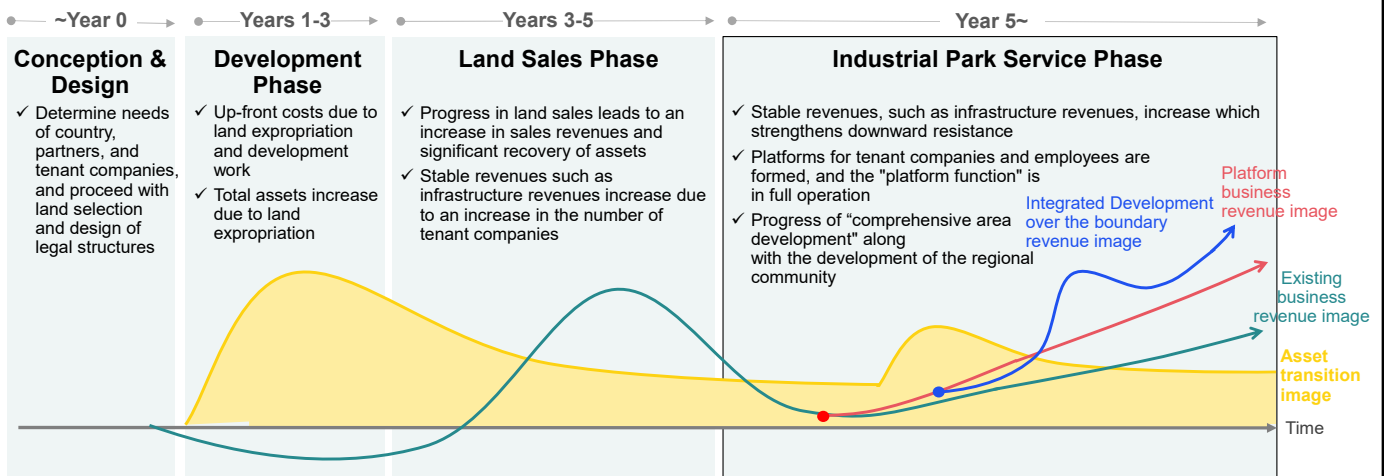 ~Year 0
Years 1-3
Years 3-5
Year 5~
Conception &
Design
✓ Determine needs
of country,
partners, and
tenant companies,
and proceed with
land selection
and design of
legal structures
Development
Phase
✓ Up-front costs due to
land expropriation
and development
work
✓ Total assets increase
due to land
expropriation
Land Sales Phase
✓ Progress in land sales leads to an
increase in sales revenues and
significant recovery of assets
✓ Stable revenues such as
infrastructure revenues increase due
to an increase in the number of
tenant companies
Industrial Park Service Phase
✓ Stable revenues, such as infrastructure revenues, increase which
strengthens downward resistance
✓ Platforms for tenant companies and employees are
formed, and the "platform function" is
in full operation
✓ Progress of “comprehensive area
development" along
with the development of the regional
community
Integrated Development
over the boundary
revenue image
Platform
business
revenue image
Existing
business
revenue image
Asset
transition
image
Time